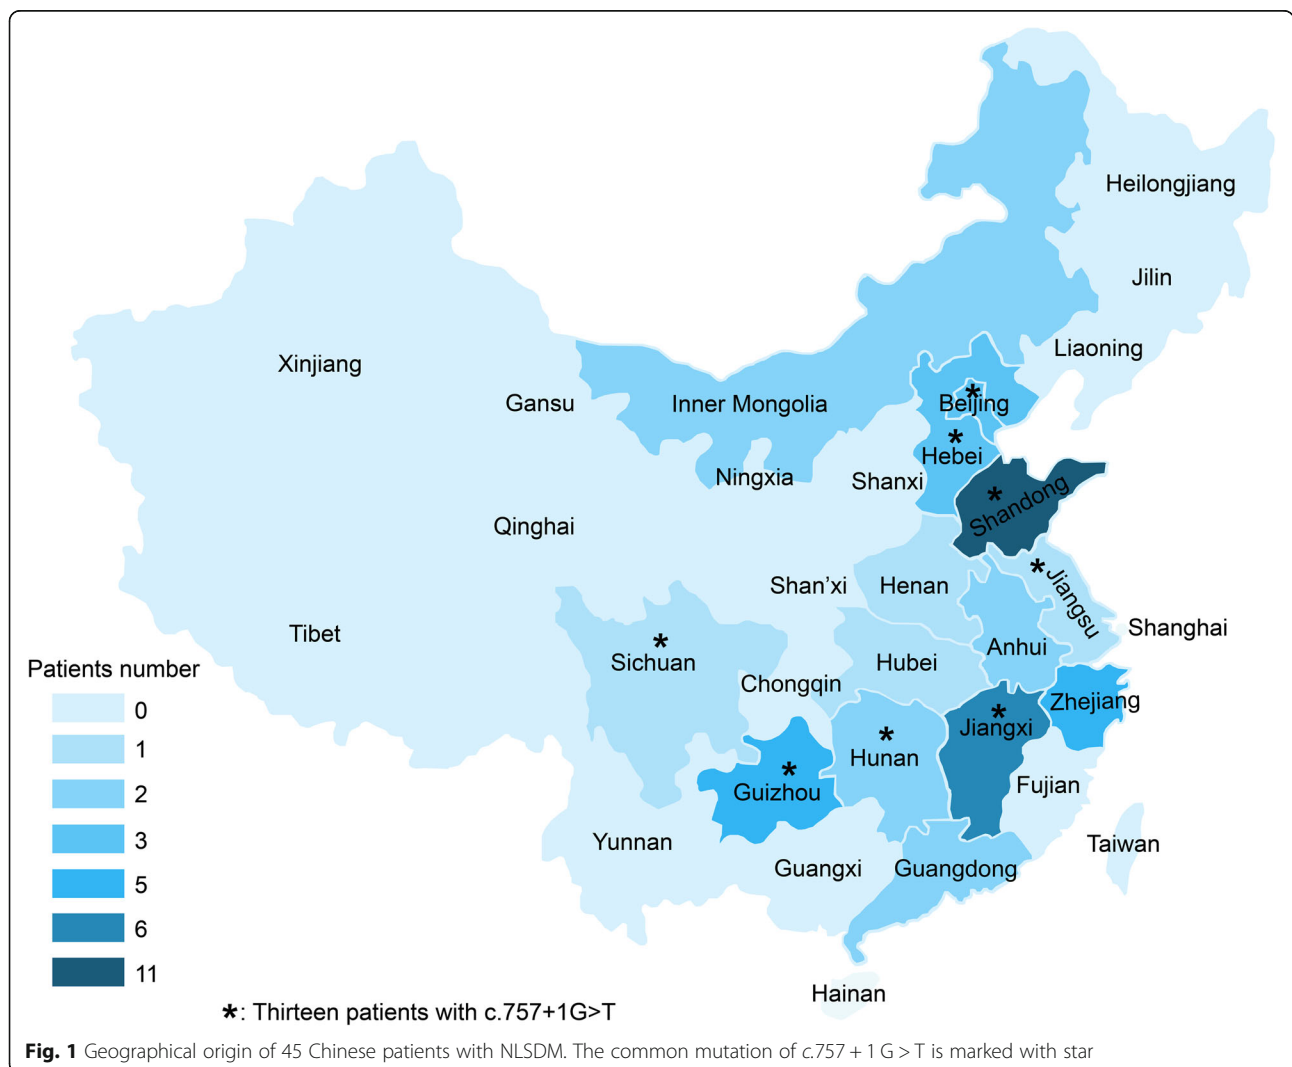 Heilongjiang
Jilin
Liaoning
Xinjiang
Gansu
Inner Mongolia
*
Beijing
*
Hebei
Ningxia
Shanxi
*
Shandong
Qinghai
Shan'xi
Henan
*
Jiangsu
Shanghai
Tibet
*
Sichuan
Hubei
Anhui
Chongqin
Zhejiang
*
Jiangxi
*
Hunan
*
Guizhou
Fujian
Yunnan
Guangxi
Guangdong
Taiwan
Hainan
Patients number
0
1
2
3
5
6
11
*: Thirteen patients with c.757+1G>T
Fig. 1 Geographical origin of 45 Chinese patients with NLSDM. The common mutation of c.757 + 1 G > T is marked with star